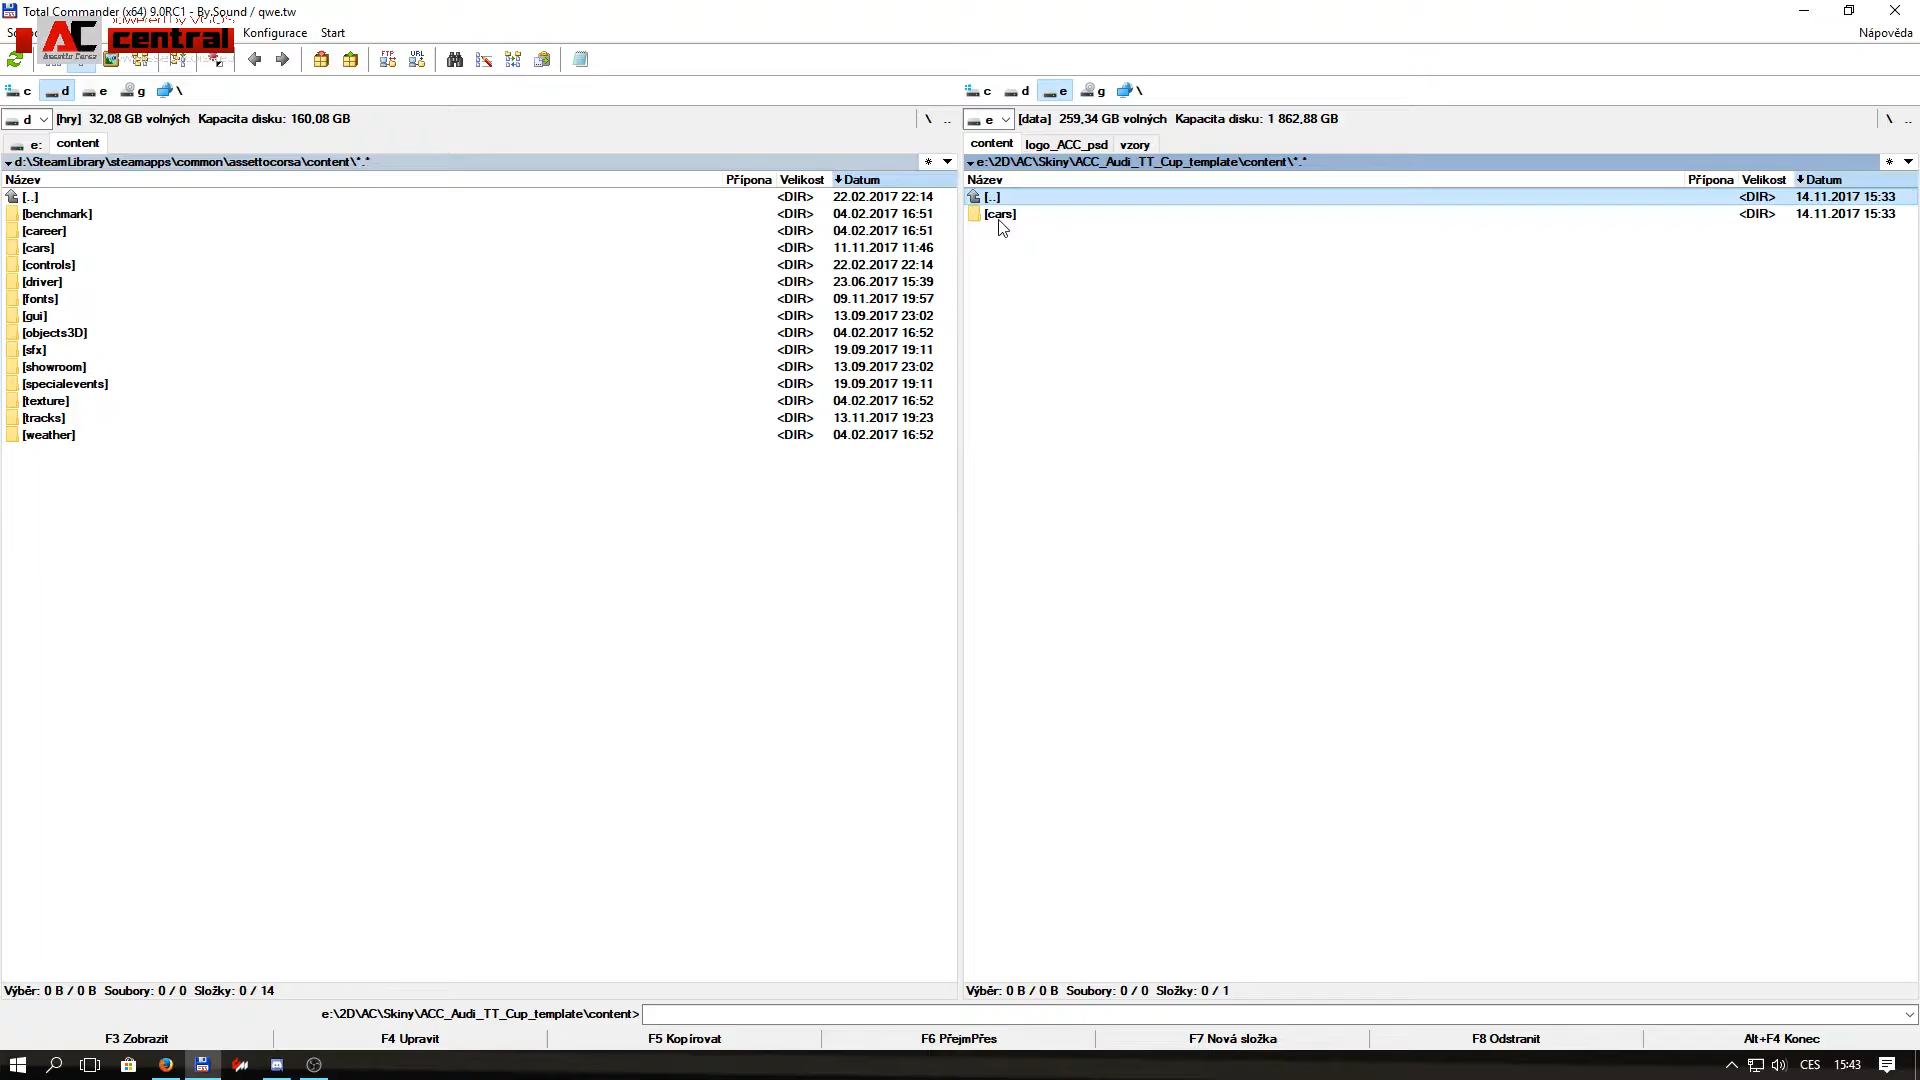 Total Commander (x64) 9.0RC1 - By.Sound / qwe.tw
AC central
Assetto Corsa
Konfigurace Start Nápověda
c d e g \ c d e g \
d [hry] 32,08 GB volných Kapacita disku: 160,08 GB \ .. e [data] 259,34 GB volných Kapacita disku: 1 862,88 GB \ ..
e: content content logo_ACC_psd vzory
d:\SteamLibrary\steamapps\common\assettocorsa\content\*.* * e:\2D\AC\Skiny\ACC_Audi_TT_Cup_template\content\*.* *
Název Přípona Velikost Datum Název Přípona Velikost Datum
[..] <DIR> 22.02.2017 22:14 [..] <DIR> 14.11.2017 15:33
[benchmark] <DIR> 04.02.2017 16:51 [cars] <DIR> 14.11.2017 15:33
[career] <DIR> 04.02.2017 16:51
[cars] <DIR> 11.11.2017 11:46
[controls] <DIR> 22.02.2017 22:14
[driver] <DIR> 23.06.2017 15:39
[fonts] <DIR> 09.11.2017 19:57
[gui] <DIR> 13.09.2017 23:02
[objects3D] <DIR> 04.02.2017 16:52
[sfx] <DIR> 19.09.2017 19:11
[showroom] <DIR> 13.09.2017 23:02
[specialevents] <DIR> 19.09.2017 19:11
[texture] <DIR> 04.02.2017 16:52
[tracks] <DIR> 13.11.2017 19:23
[weather] <DIR> 04.02.2017 16:52
Výběr: 0 B / 0 B Soubory: 0 / 0 Složky: 0 / 14 Výběr: 0 B / 0 B Soubory: 0 / 0 Složky: 0 / 1
e:\2D\AC\Skiny\ACC_Audi_TT_Cup_template\content>
F3 Zobrazit F4 Upravit F5 Kopírovat F6 PřejmPřes F7 Nová složka F8 Odstranit Alt+F4 Konec
CES 15:43